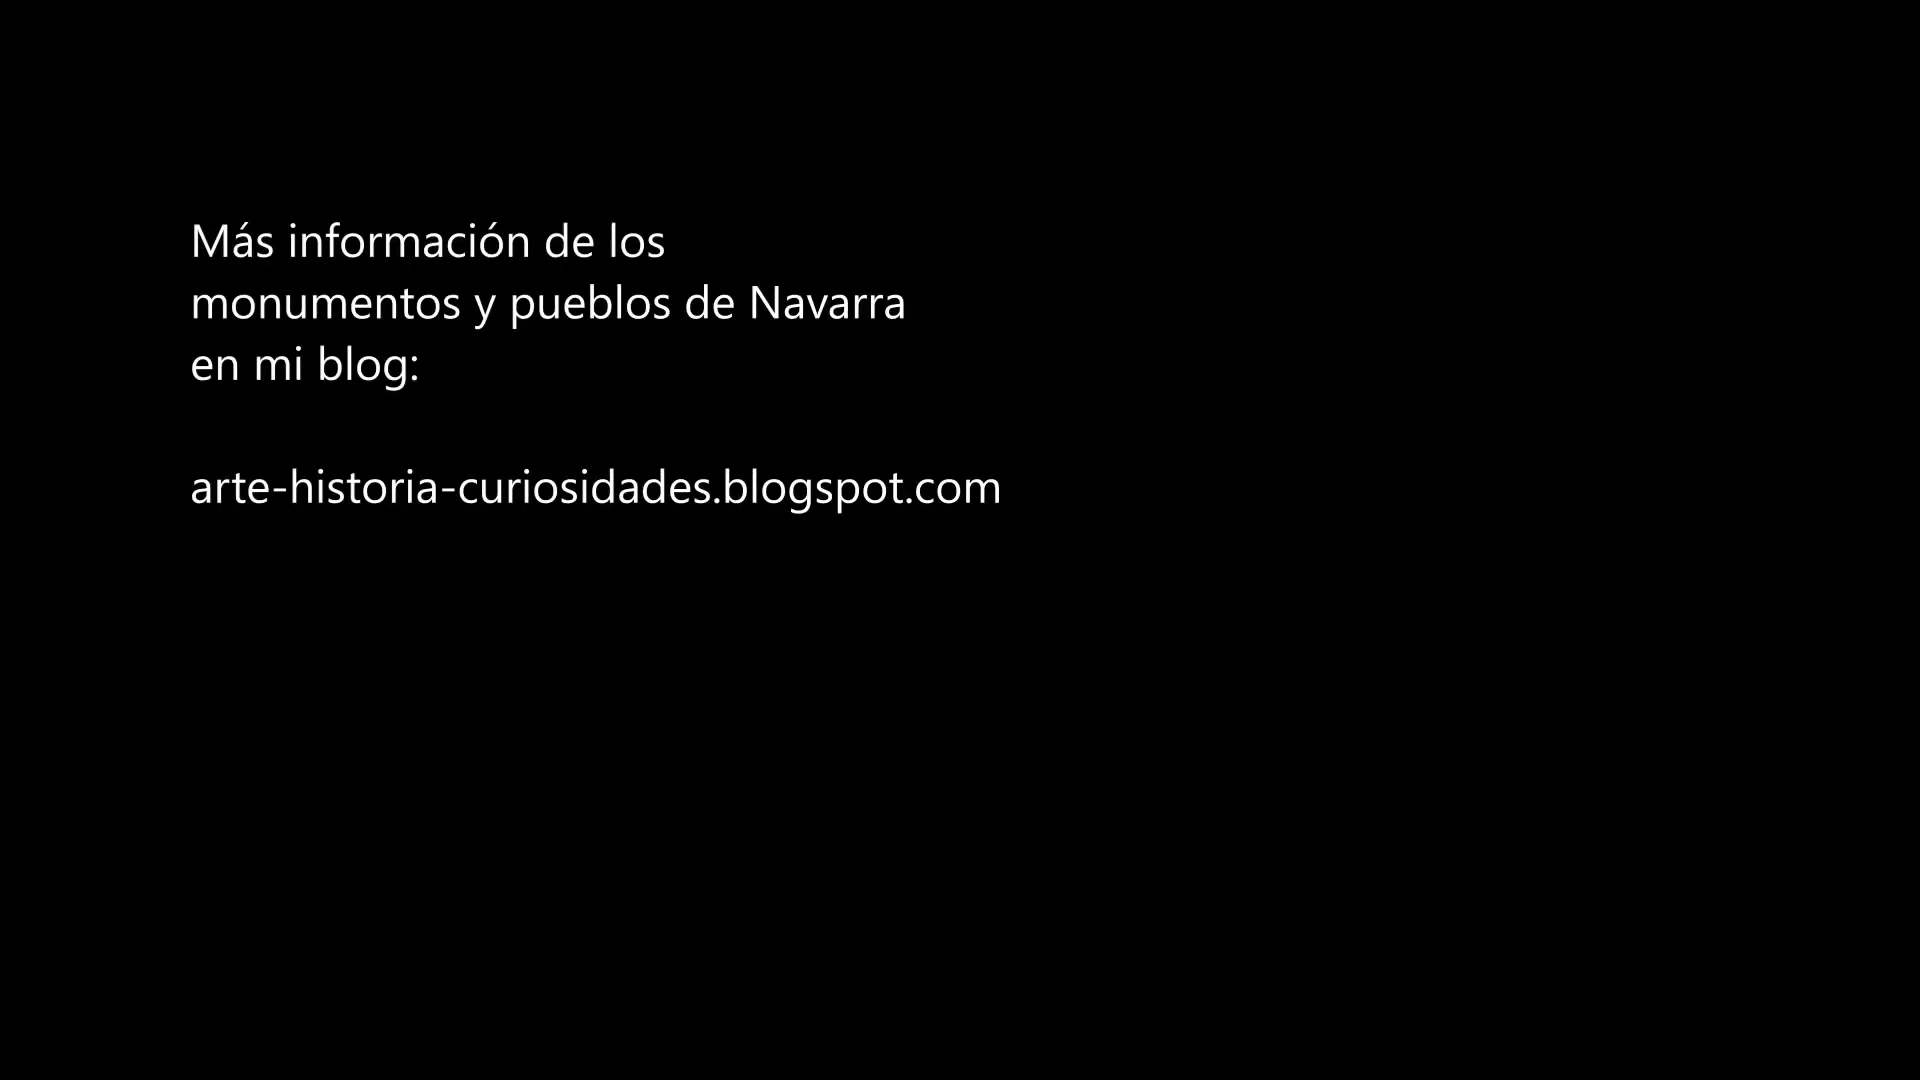 Más información de los
monumentos y pueblos de Navarra
en mi blog:
arte-historia-curiosidades.blogspot.com